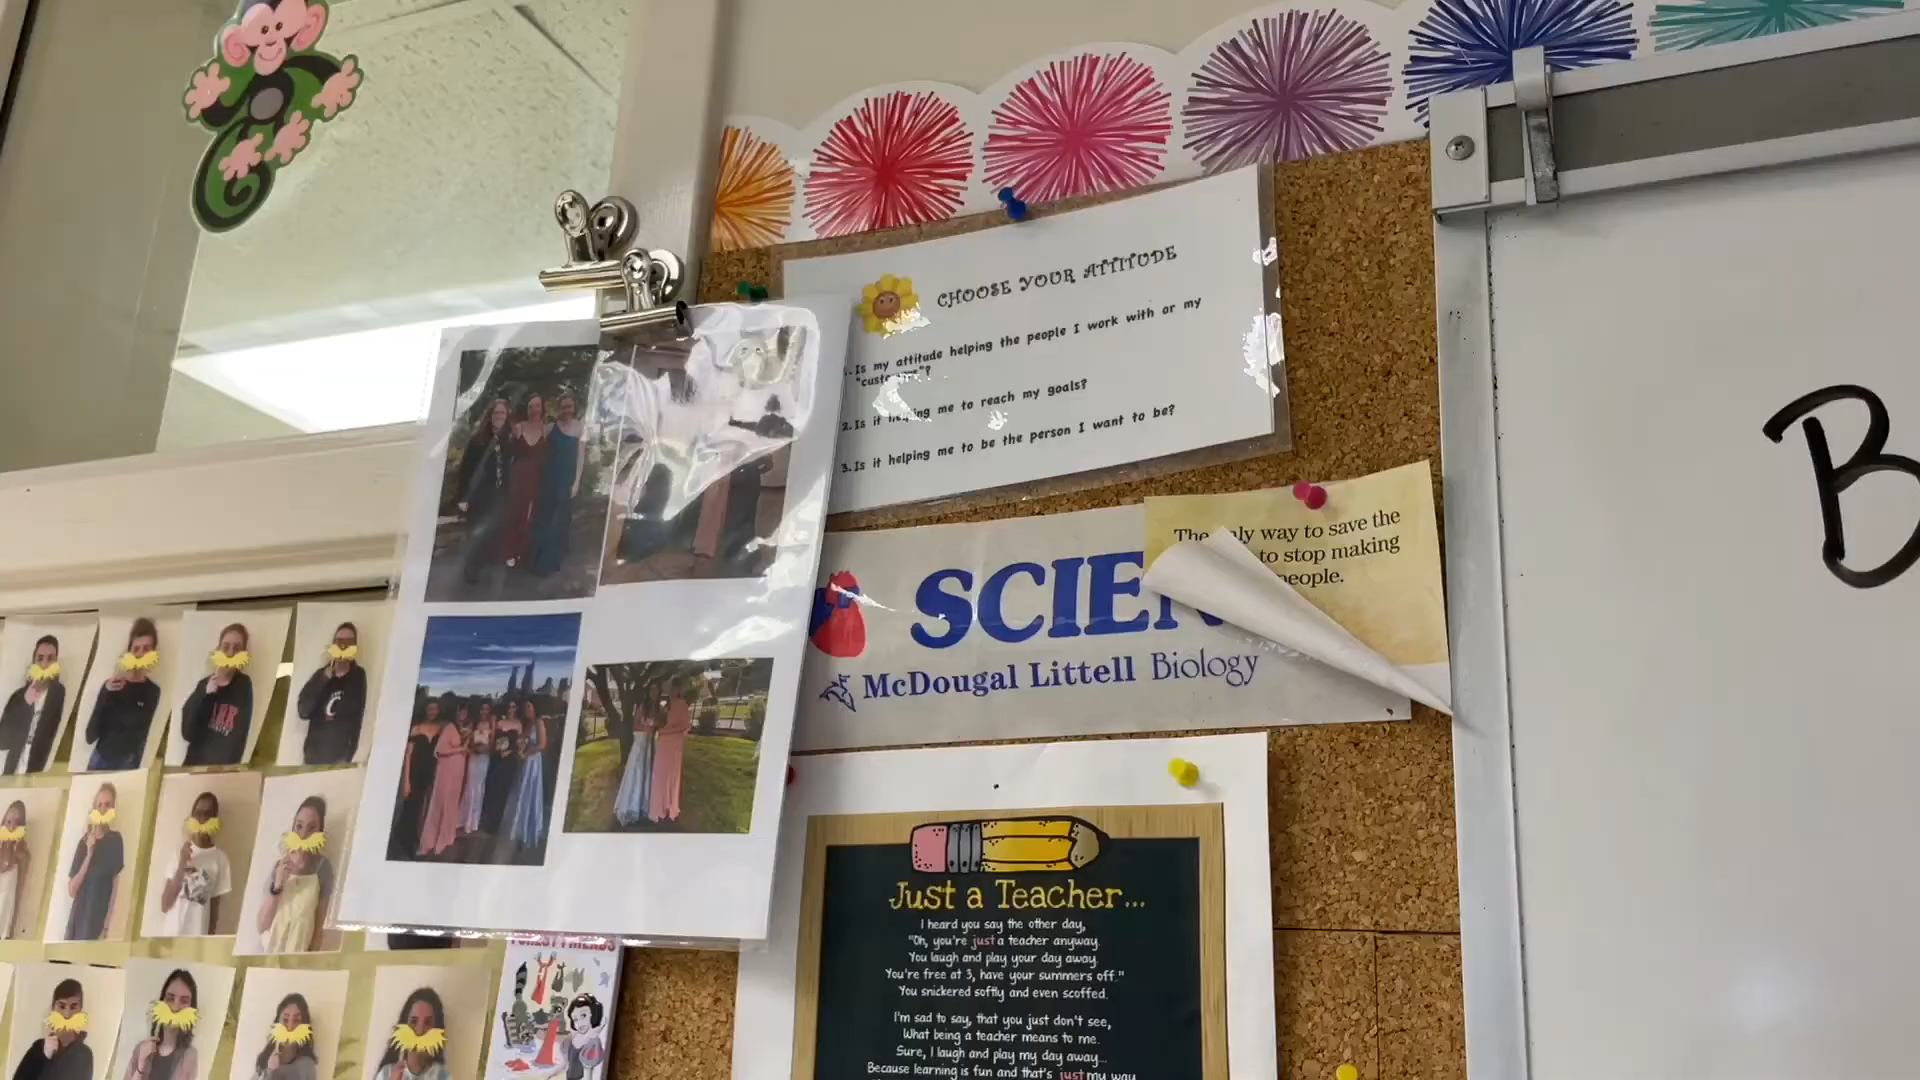 CHOOSE YOUR ATTITUDE
1. Is my attitude helping the people I work with or my
2. Is it helping me to reach my goals?
3. Is it helping me to be the person I want to be?
The only way to save the
to stop making
people.
McDougal Littell Biology
B
Just a Teacher...
I heard you say the other day,
"Oh, you're just a teacher anyway.
You laugh and play your day away.
You're free at 3, have your summers off."
You snickered softly and even scoffed.
I'm sad to say, that you just don't see,
What being a teacher means to me.
Sure, I laugh and play my day away...
Because learning is fun and that's just my way